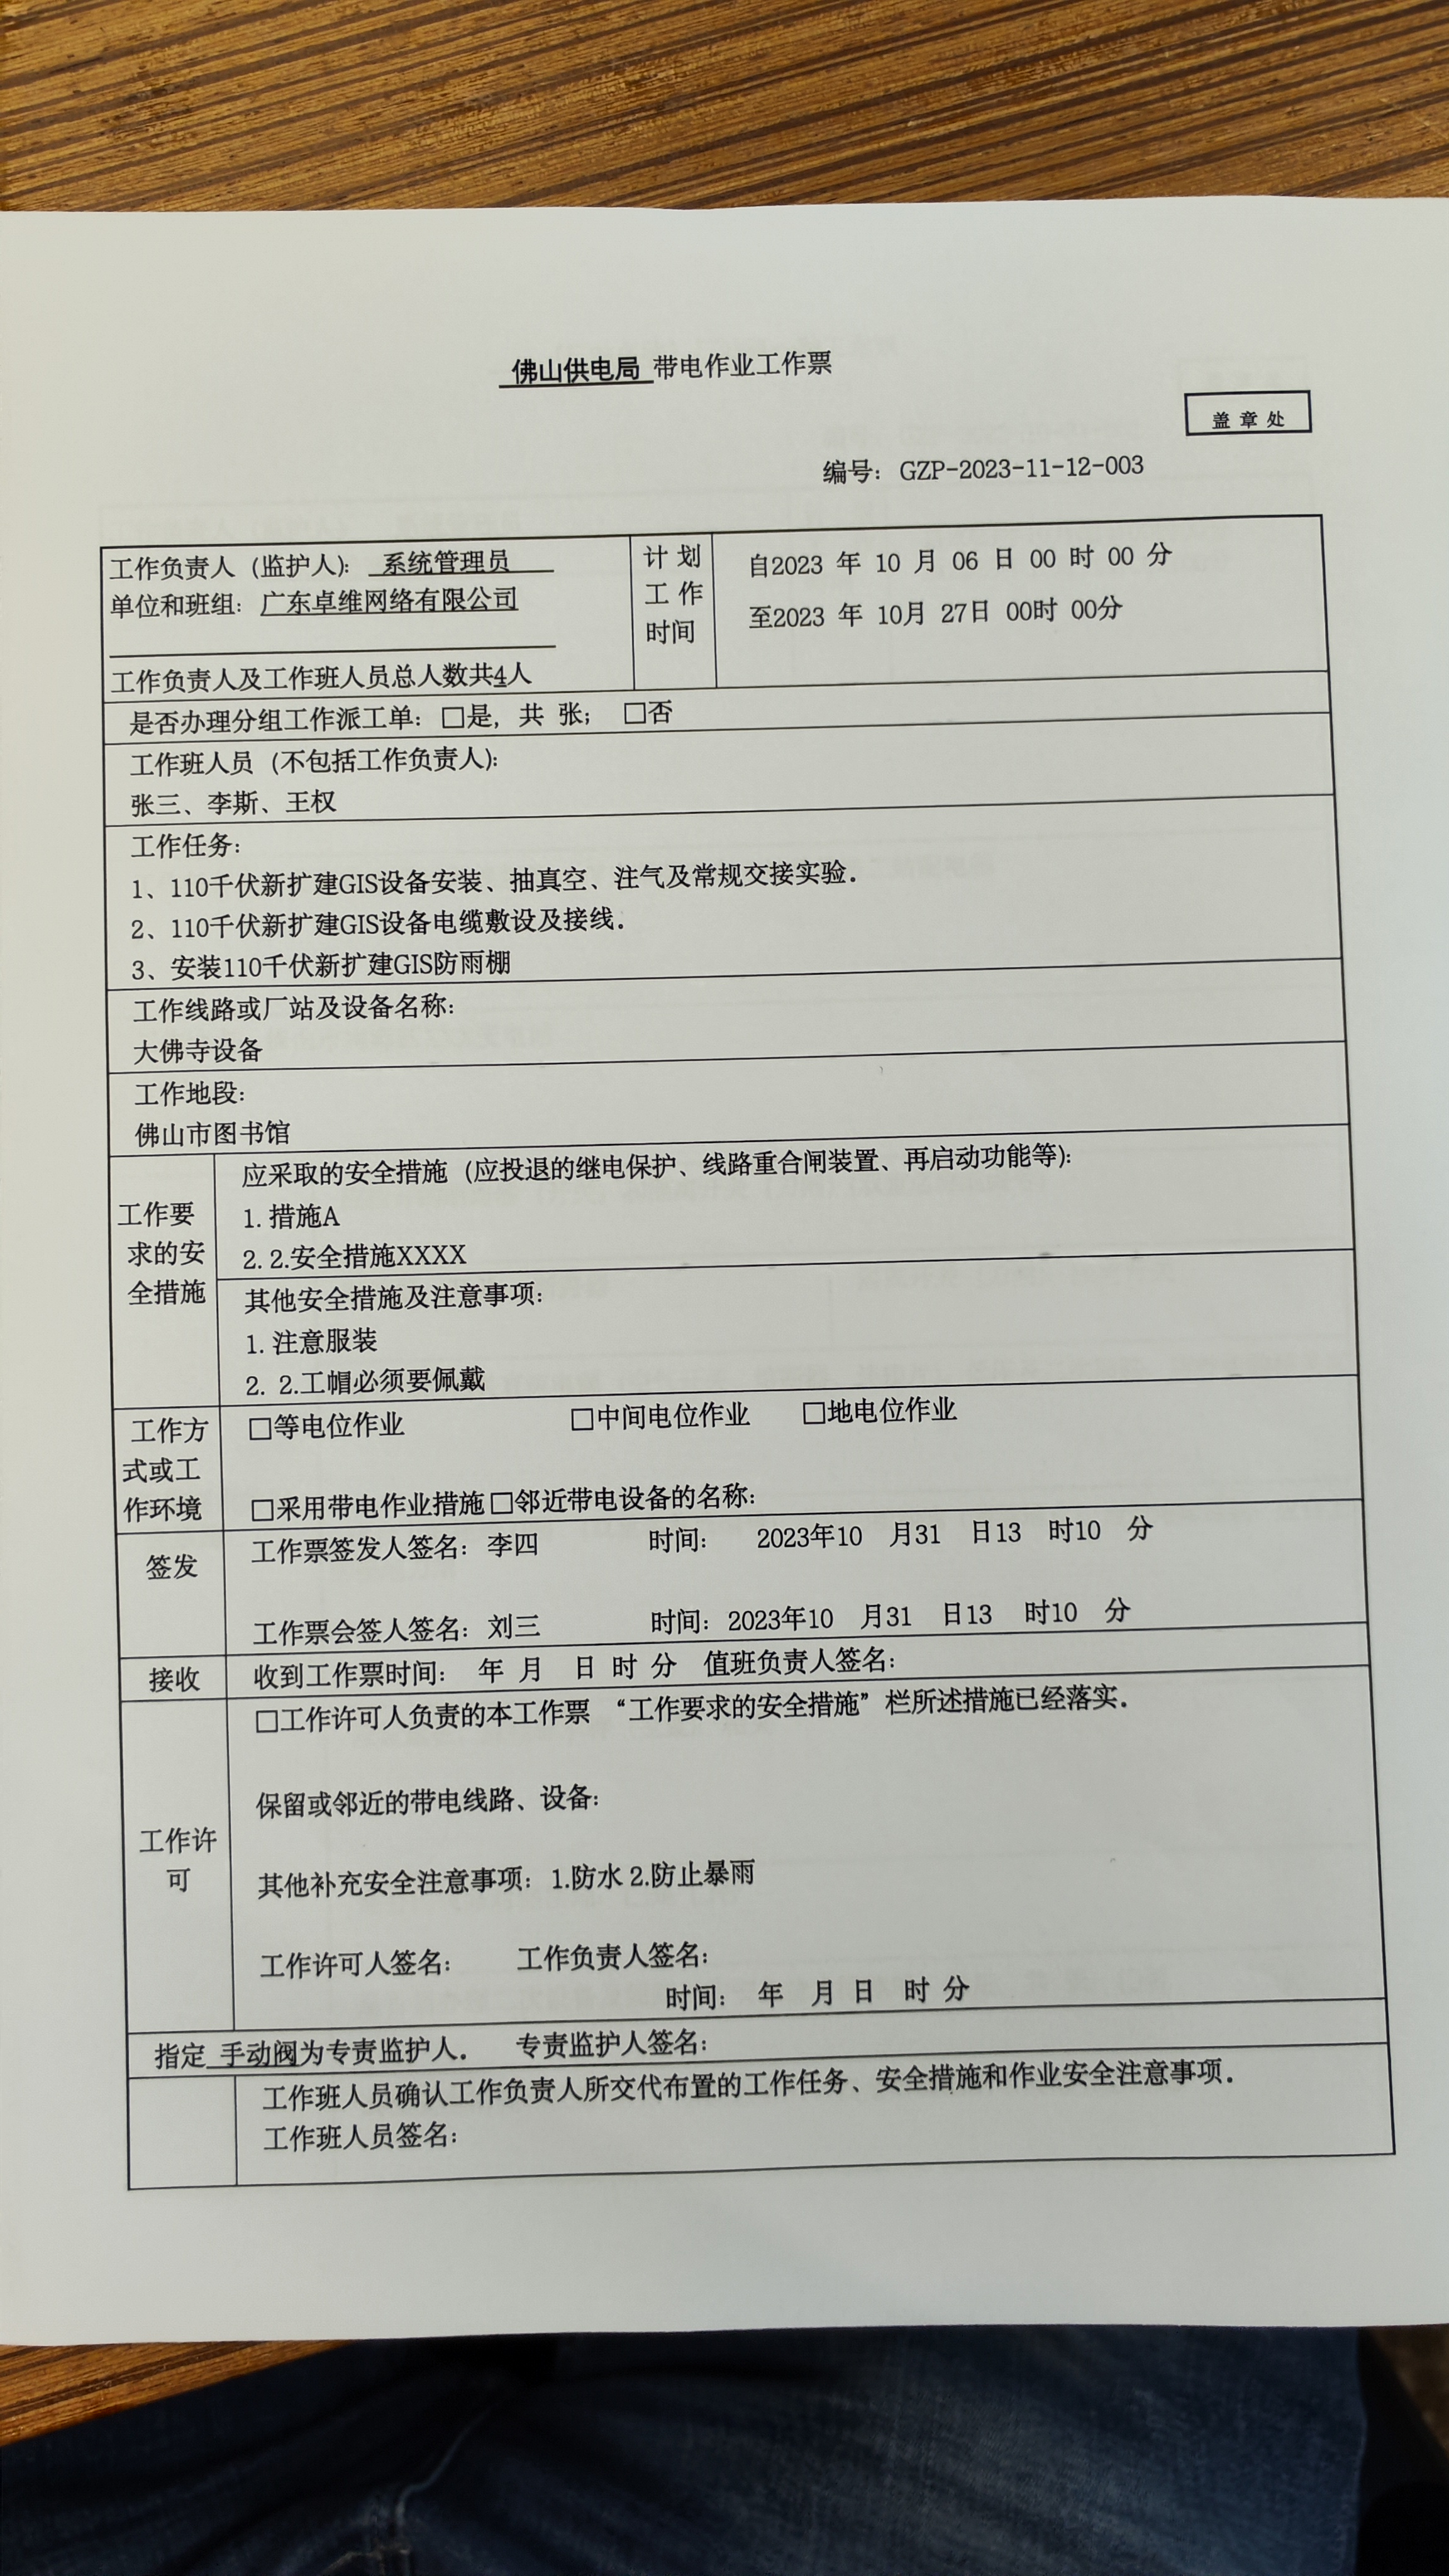 佛山供电局 带电作业工作票
盖 章 处
编号: GZP-2023-11-12-003
工作负责人 (监护人): 系统管理员
单位和班组: 广东卓维网络有限公司
工作负责人及工作班人员总人数共4人
计 划
工 作
时间
自2023 年 10 月 06 日 00 时 00 分
至2023 年 10月 27日 00时 00分
是否办理分组工作派工单: □是, 共 张; □否
工作班人员 (不包括工作负责人):
张三、李斯、王权
工作任务:
1、110千伏新扩建GIS设备安装、抽真空、注气及常规交接实验.
2、110千伏新扩建GIS设备电缆敷设及接线.
3、安装110千伏新扩建GIS防雨棚
工作线路或厂站及设备名称:
大佛寺设备
工作地段:
佛山市图书馆
工作要
求的安
全措施
应采取的安全措施 (应投退的继电保护、线路重合闸装置、再启动功能等):
1. 措施A
2. 2.安全措施XXXX
其他安全措施及注意事项:
1. 注意服装
2. 2.工帽必须要佩戴
工作方
式或工
作环境
□等电位作业 □中间电位作业 □地电位作业
□采用带电作业措施 □邻近带电设备的名称:
签发
工作票签发人签名: 李四 时间: 2023年10 月31 日13 时10 分
工作票会签人签名: 刘三 时间: 2023年10 月31 日13 时10 分
接收
收到工作票时间: 年 月 日 时 分 值班负责人签名:
工作许
可
□工作许可人负责的本工作票 “工作要求的安全措施” 栏所述措施已经落实.
保留或邻近的带电线路、设备:
其他补充安全注意事项: 1.防水 2.防止暴雨
工作许可人签名: 工作负责人签名:
时间: 年 月 日 时 分
指定 手动阀为专责监护人. 专责监护人签名:
工作班人员确认工作负责人所交代布置的工作任务、安全措施和作业安全注意事项.
工作班人员签名: